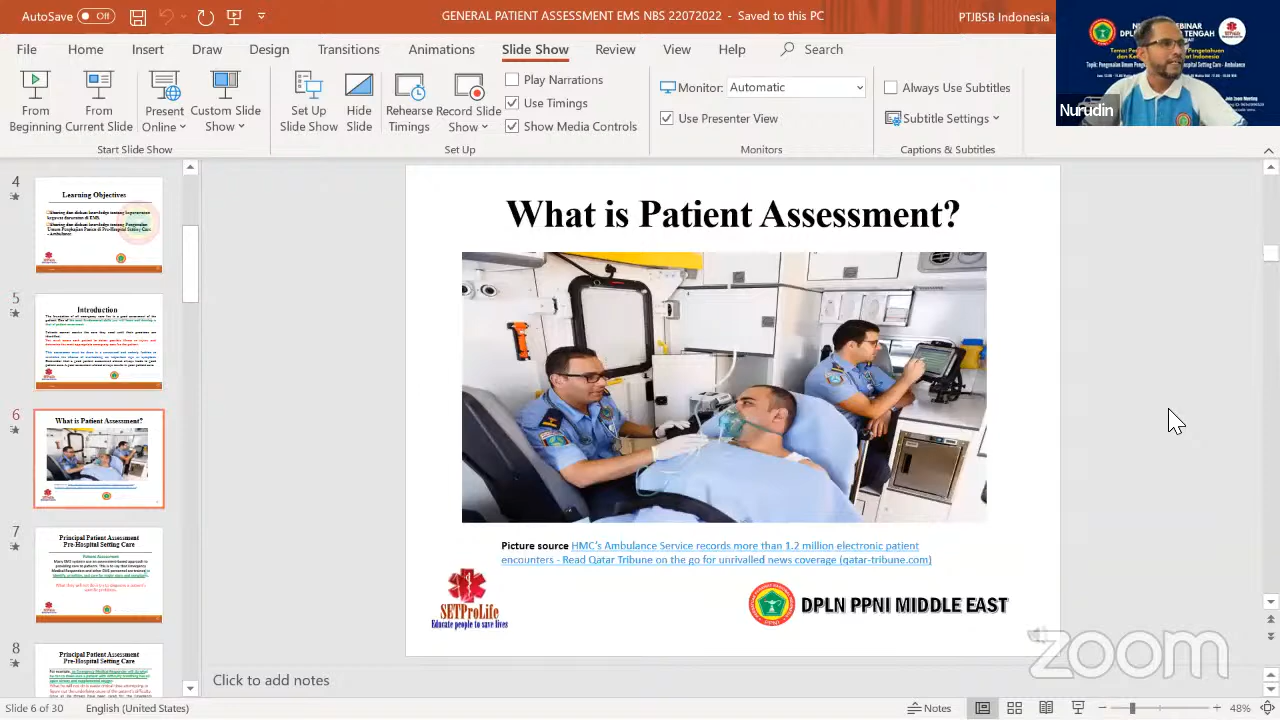 AutoSave Off
GENERAL PATIENT ASSESSMENT EMS NBS 22072022 - Saved to this PC
PTJBSB Indonesia
File Home Insert Draw Design Transitions Animations Slide Show Review View Help Search
From Beginning
From Current Slide
Present Online
Custom Slide Show
Set Up Slide Show
Hide Slide
Rehearse Timings
Record Slide Show
Play Narrations
Use Timings
Show Media Controls
Monitor: Automatic
Use Presenter View
Always Use Subtitles
Subtitle Settings
Start Slide Show
Set Up
Monitors
Captions & Subtitles
Nurudin
4
Learning Objectives
5
Introduction
6
What is Patient Assessment?
7
Principal Patient Assessment
Pre-Hospital Setting Care
Patient Assessment
8
Principal Patient Assessment
Pre-Hospital Setting Care
What is Patient Assessment?
Picture source HMC's Ambulance Service records more than 1.2 million electronic patient
encounters - Read Qatar Tribune on the go for unrivalled news coverage (qatar-tribune.com)
SETProLife
Educate people to save lives
DPLN PPNI MIDDLE EAST
zoom
Click to add notes
Slide 6 of 30
English (United States)
Notes
48%